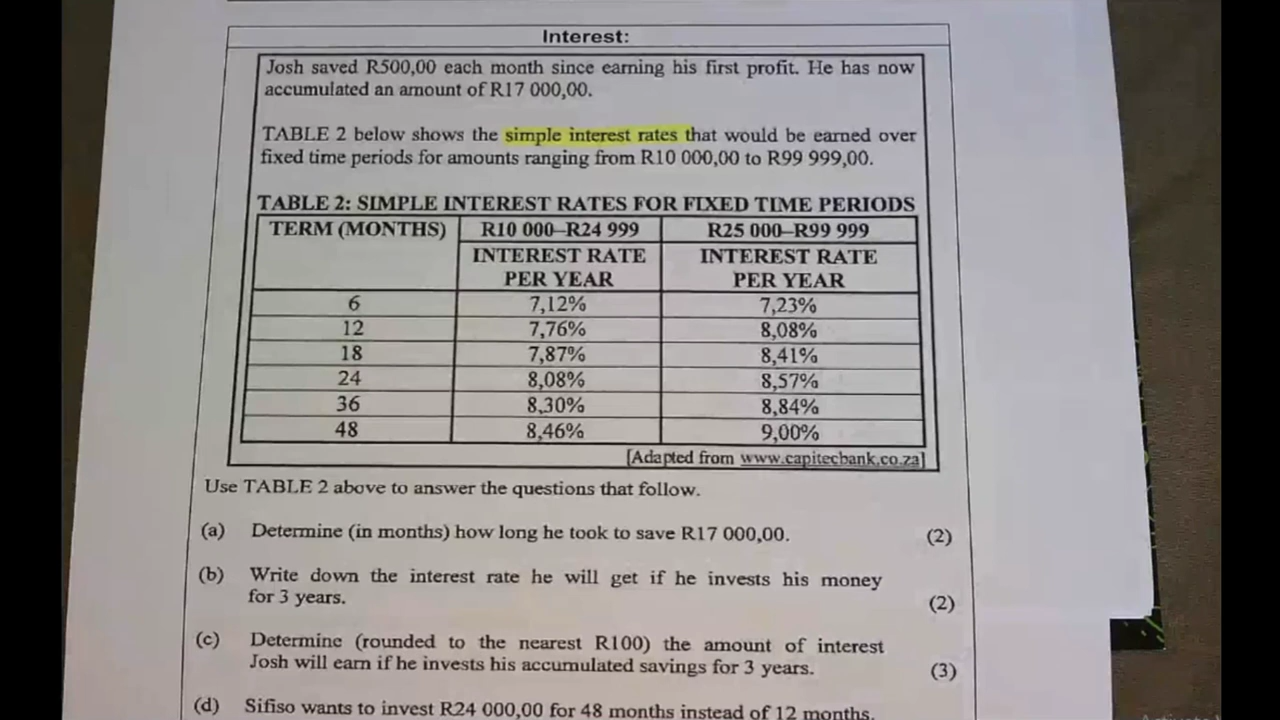 Interest:
Josh saved R500,00 each month since earning his first profit. He has now
accumulated an amount of R17 000,00.
TABLE 2 below shows the simple interest rates that would be earned over
fixed time periods for amounts ranging from R10 000,00 to R99 999,00.
TABLE 2: SIMPLE INTEREST RATES FOR FIXED TIME PERIODS
TERM (MONTHS) R10 000–R24 999 R25 000–R99 999
INTEREST RATE INTEREST RATE
PER YEAR PER YEAR
6 7,12% 7,23%
12 7,76% 8,08%
18 7,87% 8,41%
24 8,08% 8,57%
36 8,30% 8,84%
48 8,46% 9,00%
[Adapted from www.capitecbank.co.za]
Use TABLE 2 above to answer the questions that follow.
(a) Determine (in months) how long he took to save R17 000,00. (2)
(b) Write down the interest rate he will get if he invests his money
for 3 years. (2)
(c) Determine (rounded to the nearest R100) the amount of interest
Josh will earn if he invests his accumulated savings for 3 years. (3)
(d) Sifiso wants to invest R24 000,00 for 48 months instead of 12 months.